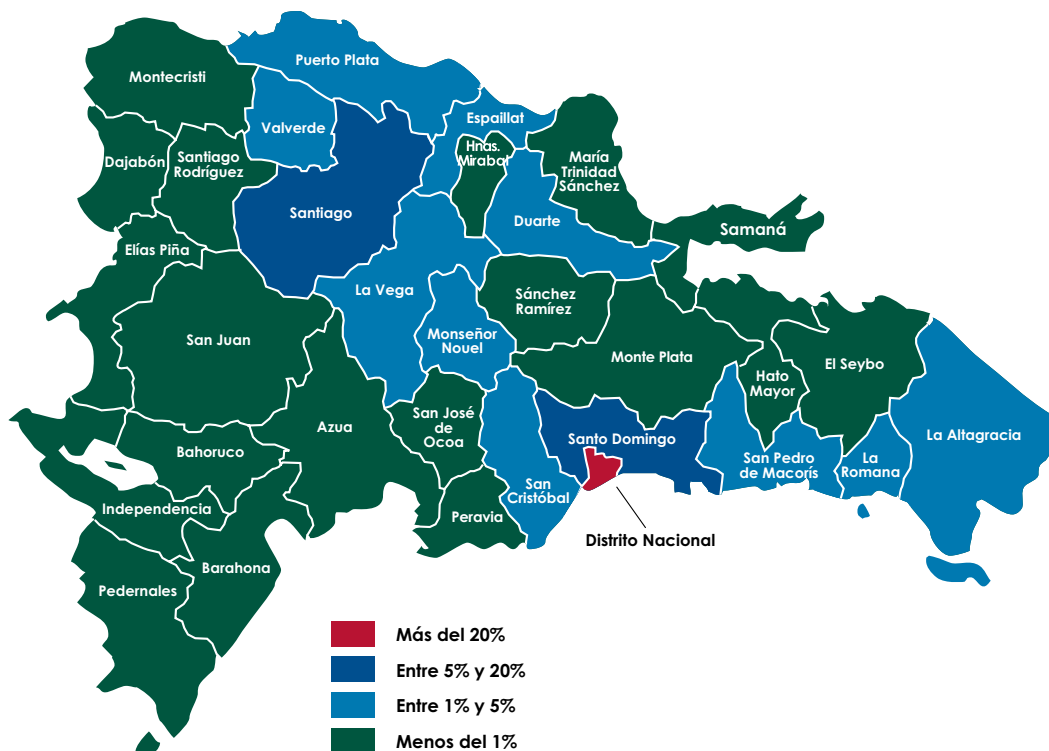 Puerto Plata
Montecristi
Espaillat
Valverde
Hnas.
Mirabal
Dajabón
Santiago
Rodríguez
María
Trinidad
Sánchez
Santiago
Duarte
Samaná
Elías Piña
La Vega
Sánchez
Ramírez
San Juan
Monseñor
Nouel
Monte Plata
El Seybo
Hato
Mayor
San José
de
Ocoa
Azua
Santo Domingo
La Altagracia
Bahoruco
San Pedro
de Macorís
La
Romana
San
Cristóbal
Independencia
Peravia
Distrito Nacional
Barahona
Pedernales
Más del 20%
Entre 5% y 20%
Entre 1% y 5%
Menos del 1%